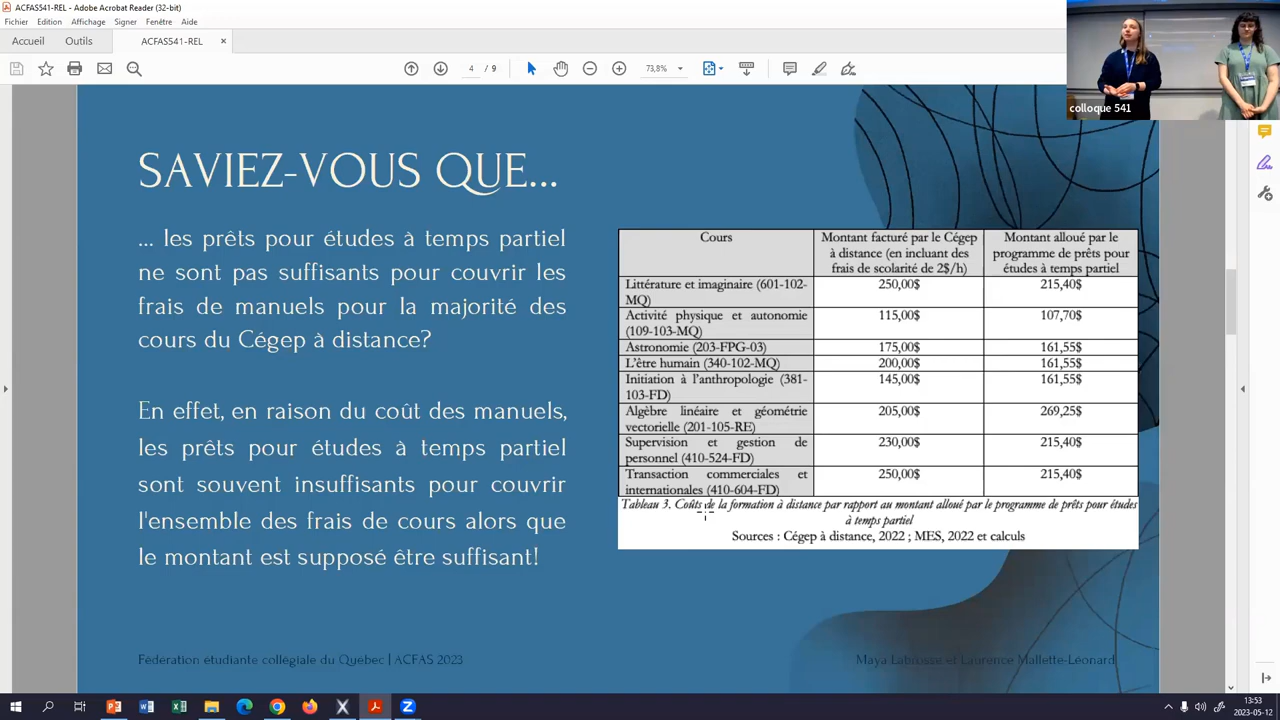 ACFAS541-REL - Adobe Acrobat Reader (32-bit)
Fichier Edition Affichage Signer Fenêtre Aide
Accueil Outils ACFAS541-REL ×
4 / 9 73,8%
colloque 541
SAVIEZ-VOUS QUE...
... les prêts pour études à temps partiel
ne sont pas suffisants pour couvrir les
frais de manuels pour la majorité des
cours du Cégep à distance?
En effet, en raison du coût des manuels,
les prêts pour études à temps partiel
sont souvent insuffisants pour couvrir
l'ensemble des frais de cours alors que
le montant est supposé être suffisant!
Cours
Montant facturé par le Cégep
à distance (en incluant des
frais de scolarité de 2$/h)
Montant alloué par le
programme de prêts pour
études à temps partiel
Littérature et imaginaire (601-102-
MQ)
250,00$ 215,40$
Activité physique et autonomie
(109-103-MQ)
115,00$ 107,70$
Astronomie (203-FPG-03) 175,00$ 161,55$
L'être humain (340-102-MQ) 200,00$ 161,55$
Initiation à l'anthropologie (381-
103-FD)
145,00$ 161,55$
Algèbre linéaire et géométrie
vectorielle (201-105-RE)
205,00$ 269,25$
Supervision et gestion de
personnel (410-524-FD)
230,00$ 215,40$
Transaction commerciales et
internationales (410-604-FD)
250,00$ 215,40$
Tableau 3. Coûts de la formation à distance par rapport au montant alloué par le programme de prêts pour études
à temps partiel
Sources : Cégep à distance, 2022 ; MES, 2022 et calculs
Fédération étudiante collégiale du Québec | ACFAS 2023
Maya Labrosse et Laurence Mallette-Léonard
13:53
2023-05-12